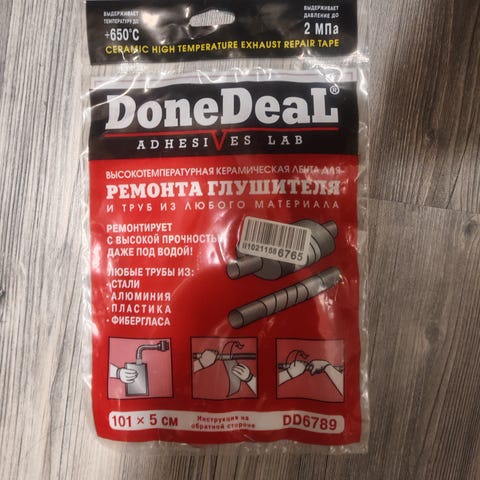 ВЫДЕРЖИВАЕТ
ТЕМПЕРАТУРУ ДО
+650°C
ВЫДЕРЖИВАЕТ
ДАВЛЕНИЕ ДО
2 МПа
CERAMIC HIGH TEMPERATURE EXHAUST REPAIR TAPE
DONEDEAL®
ADHESIVES LAB
ВЫСОКОТЕМПЕРАТУРНАЯ КЕРАМИЧЕСКАЯ ЛЕНТА ДЛЯ
РЕМОНТА ГЛУШИТЕЛЯ
И ТРУБ ИЗ ЛЮБОГО МАТЕРИАЛА
РЕМОНТИРУЕТ
С ВЫСОКОЙ ПРОЧНОСТЬЮ
ДАЖЕ ПОД ВОДОЙ!
ЛЮБЫЕ ТРУБЫ ИЗ:
· СТАЛИ
· АЛЮМИНИЯ
· ПЛАСТИКА
· ФИБЕРГЛАСА
II1021168 6765
101 × 5 СМ
Инструкция на
обратной стороне
DD6789